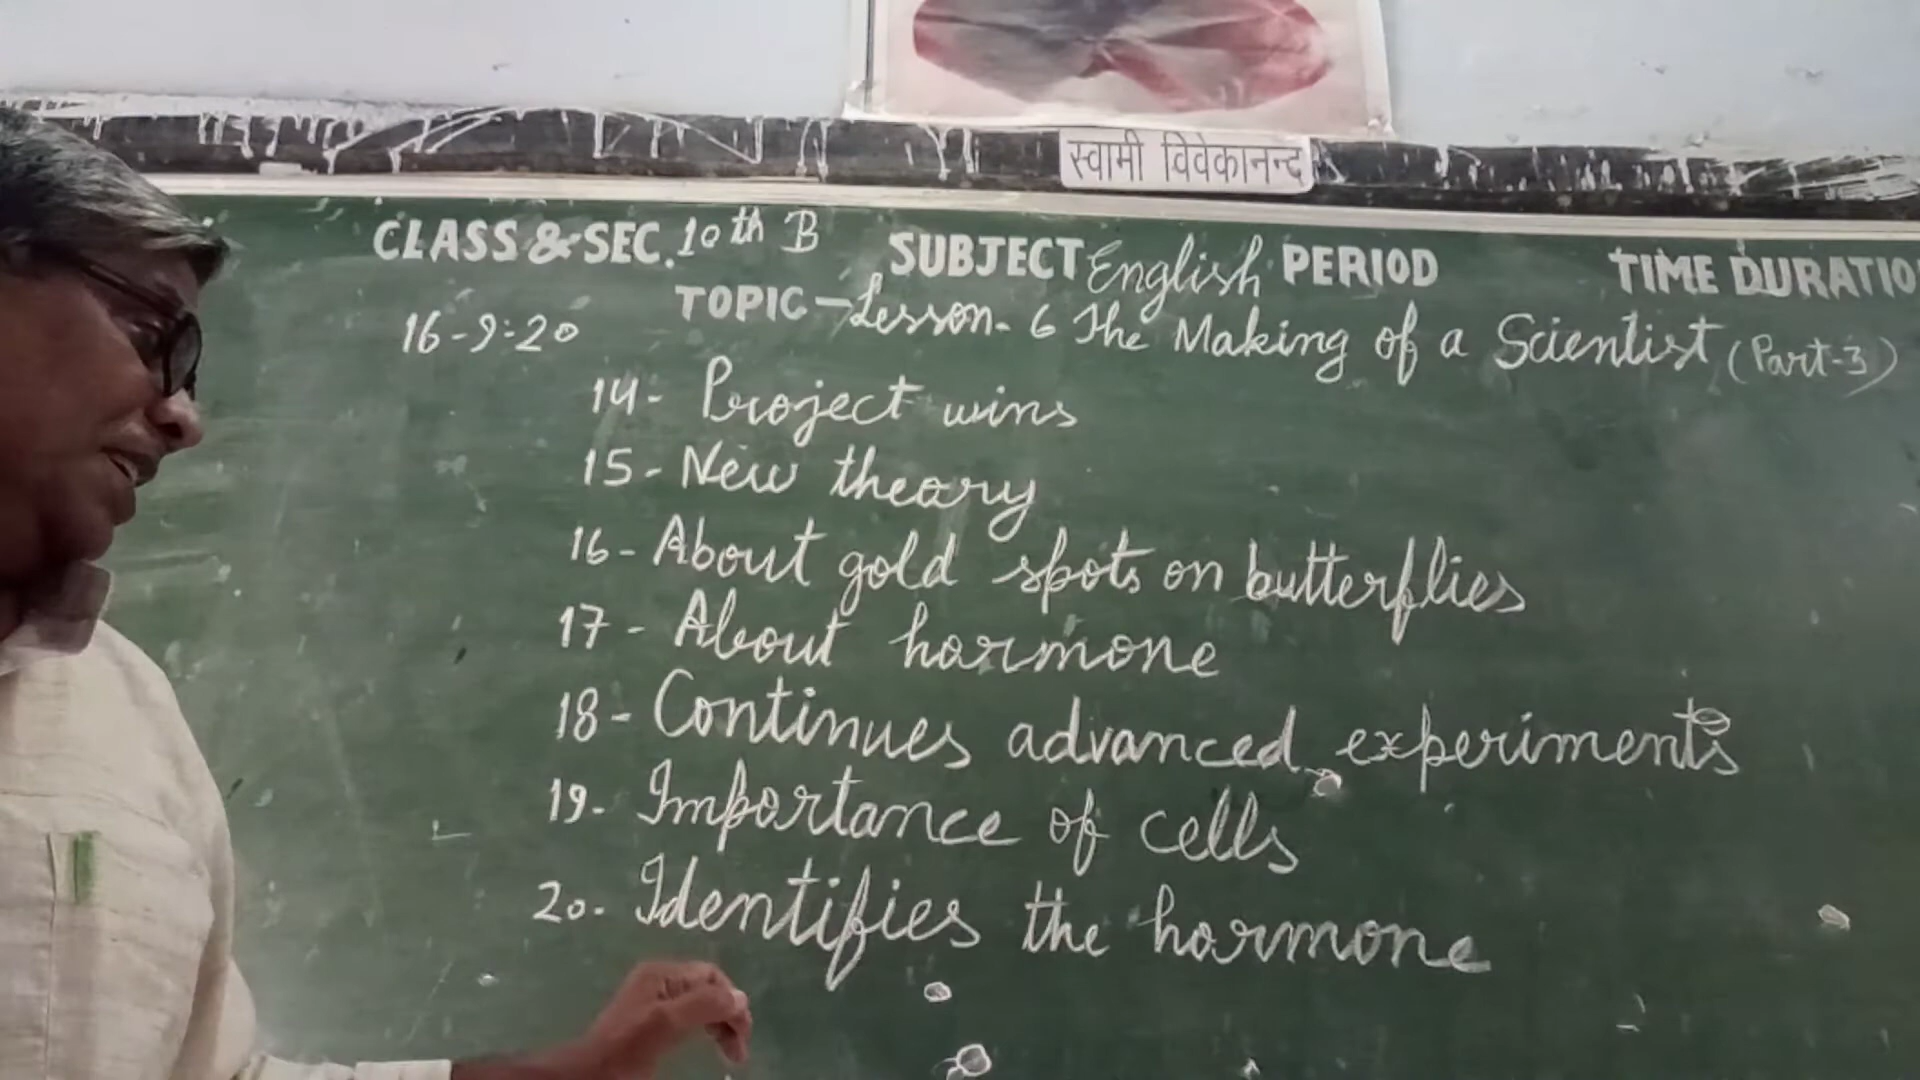 स्वामी विवेकानन्द
CLASS & SEC. 10th B SUBJECT English PERIOD TIME DURATIO
TOPIC - Lesson - 6 The Making of a Scientist (Part-3)
16-9-20
14- Project wins
15- New theory
16- About gold spots on butterflies
17- About hormone
18- Continues advanced experiments
19- Importance of cells
20- Identifies the hormone